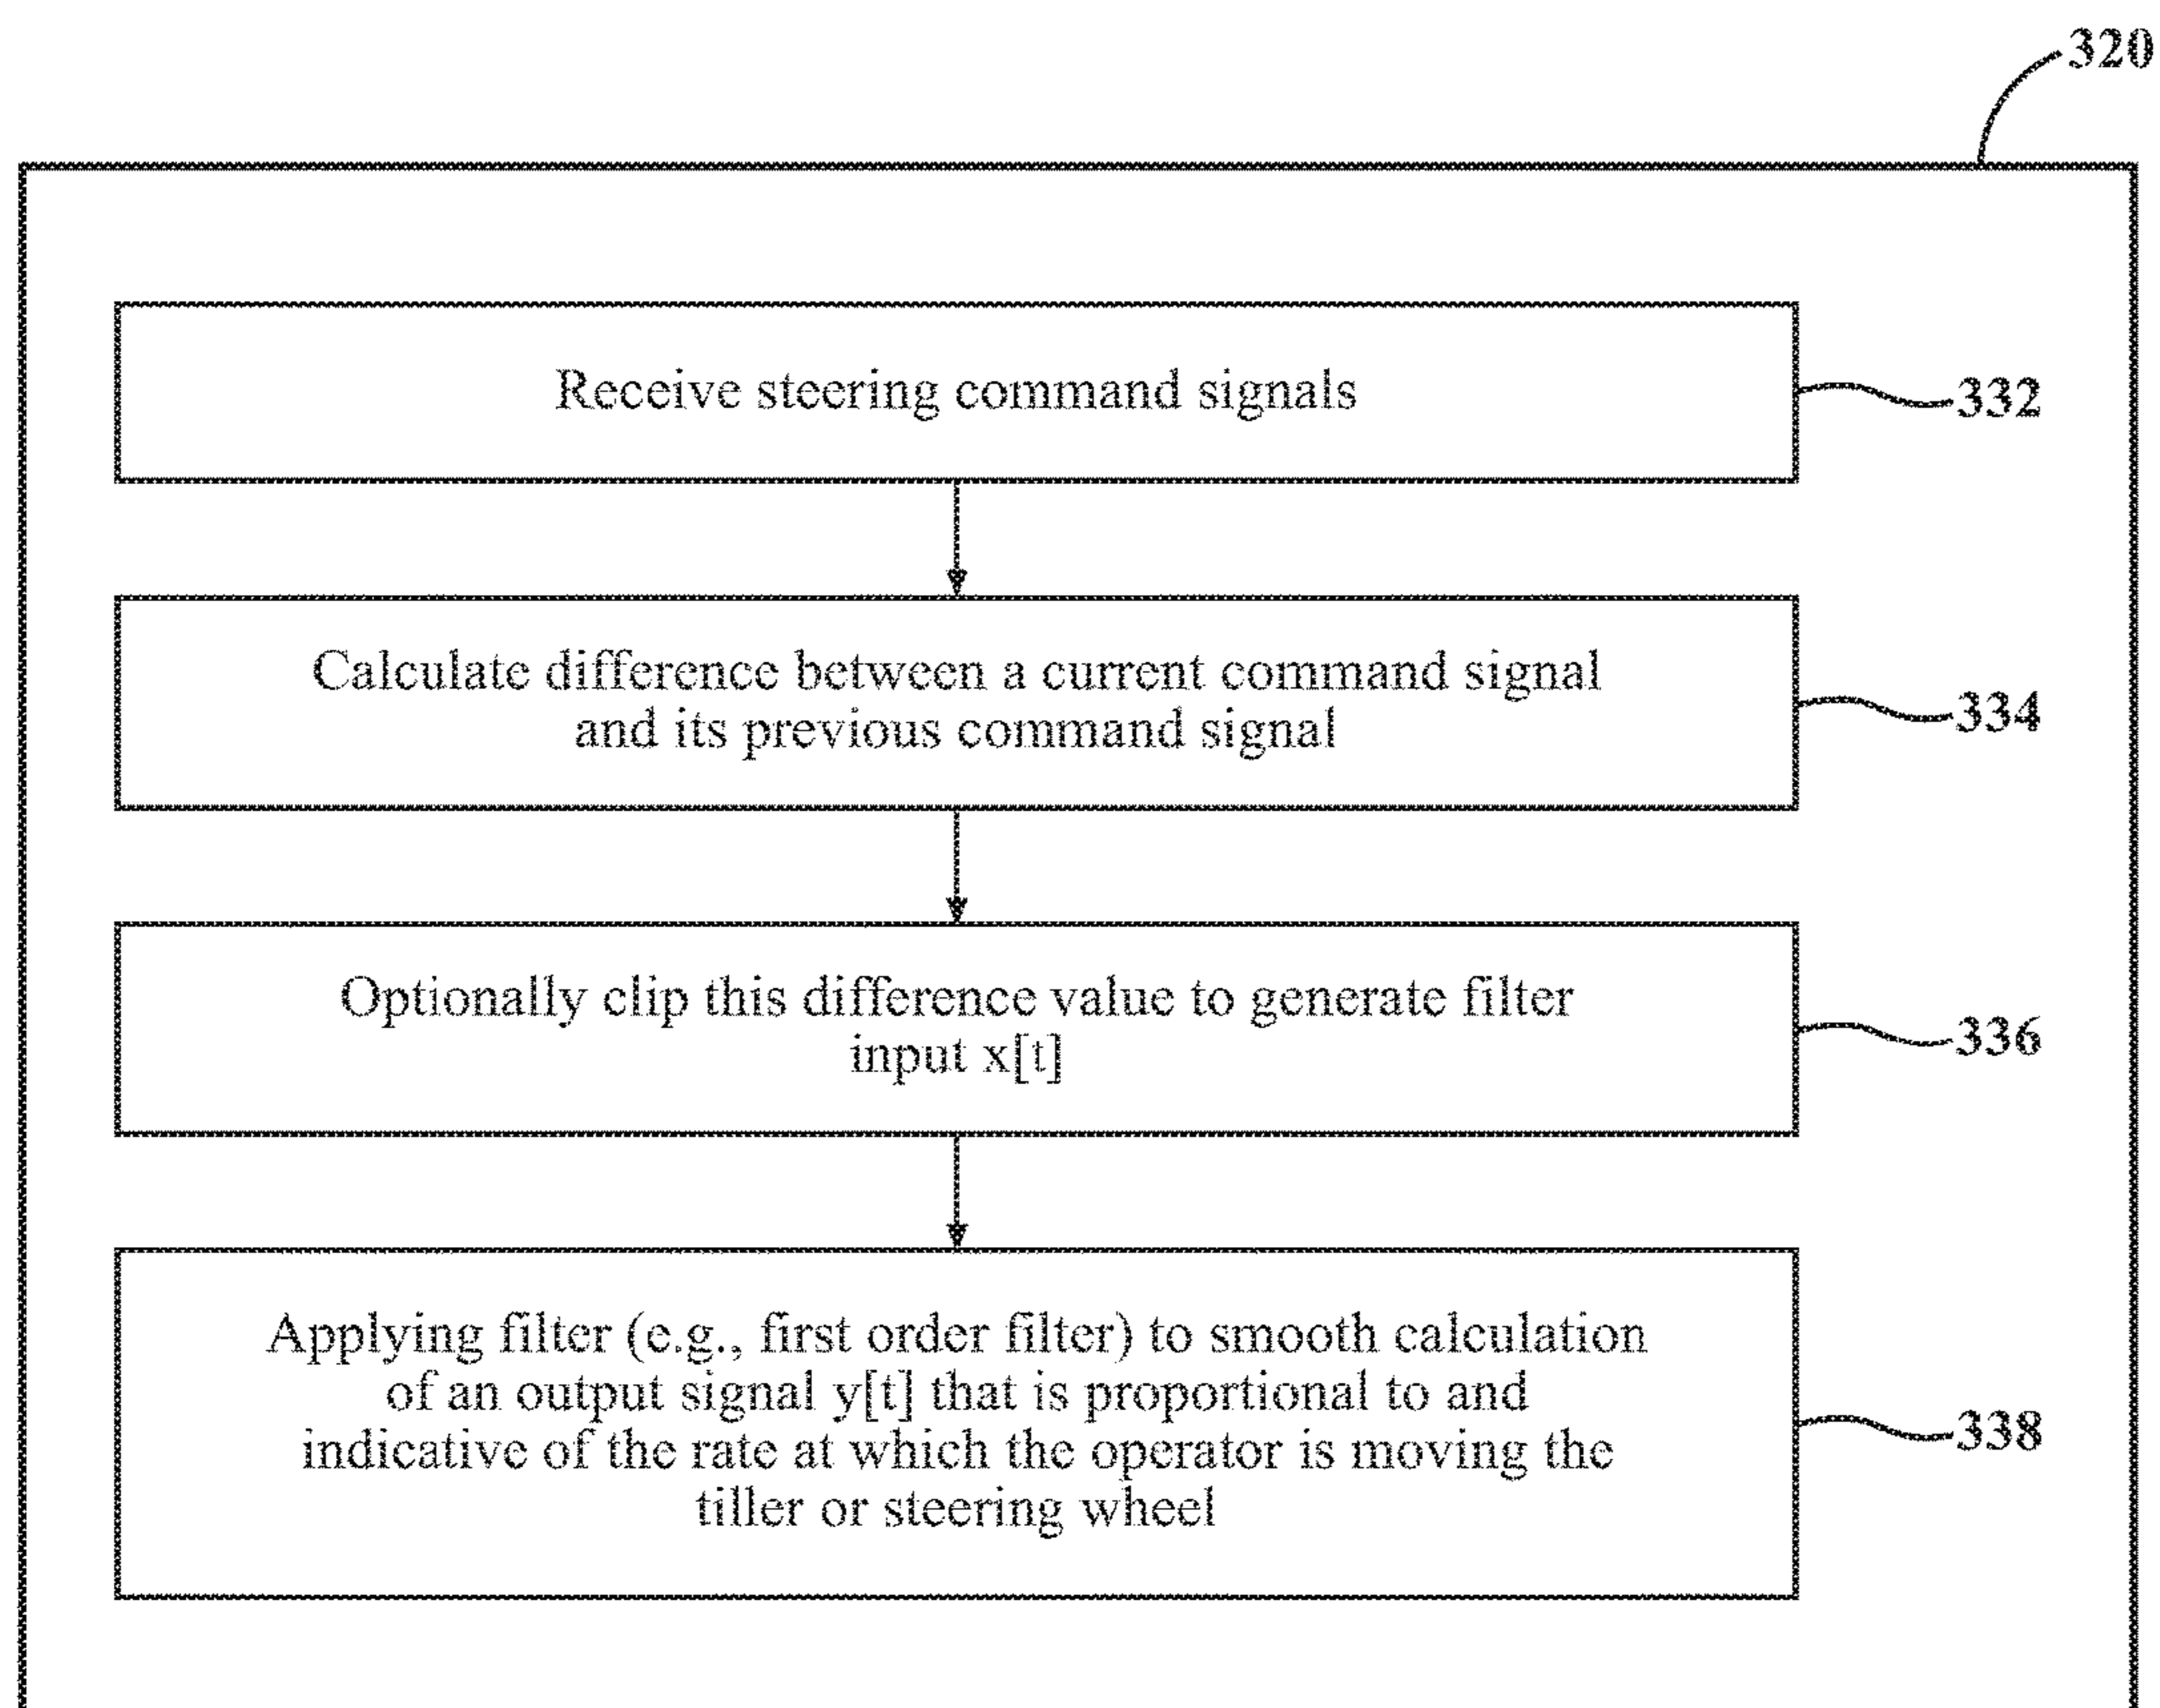 320
Receive steering command signals
332
Calculate difference between a current command signal
and its previous command signal
334
Optionally clip this difference value to generate filter
input x[t]
336
Applying filter (e.g., first order filter) to smooth calculation
of an output signal y[t] that is proportional to and
indicative of the rate at which the operator is moving the
tiller or steering wheel
338